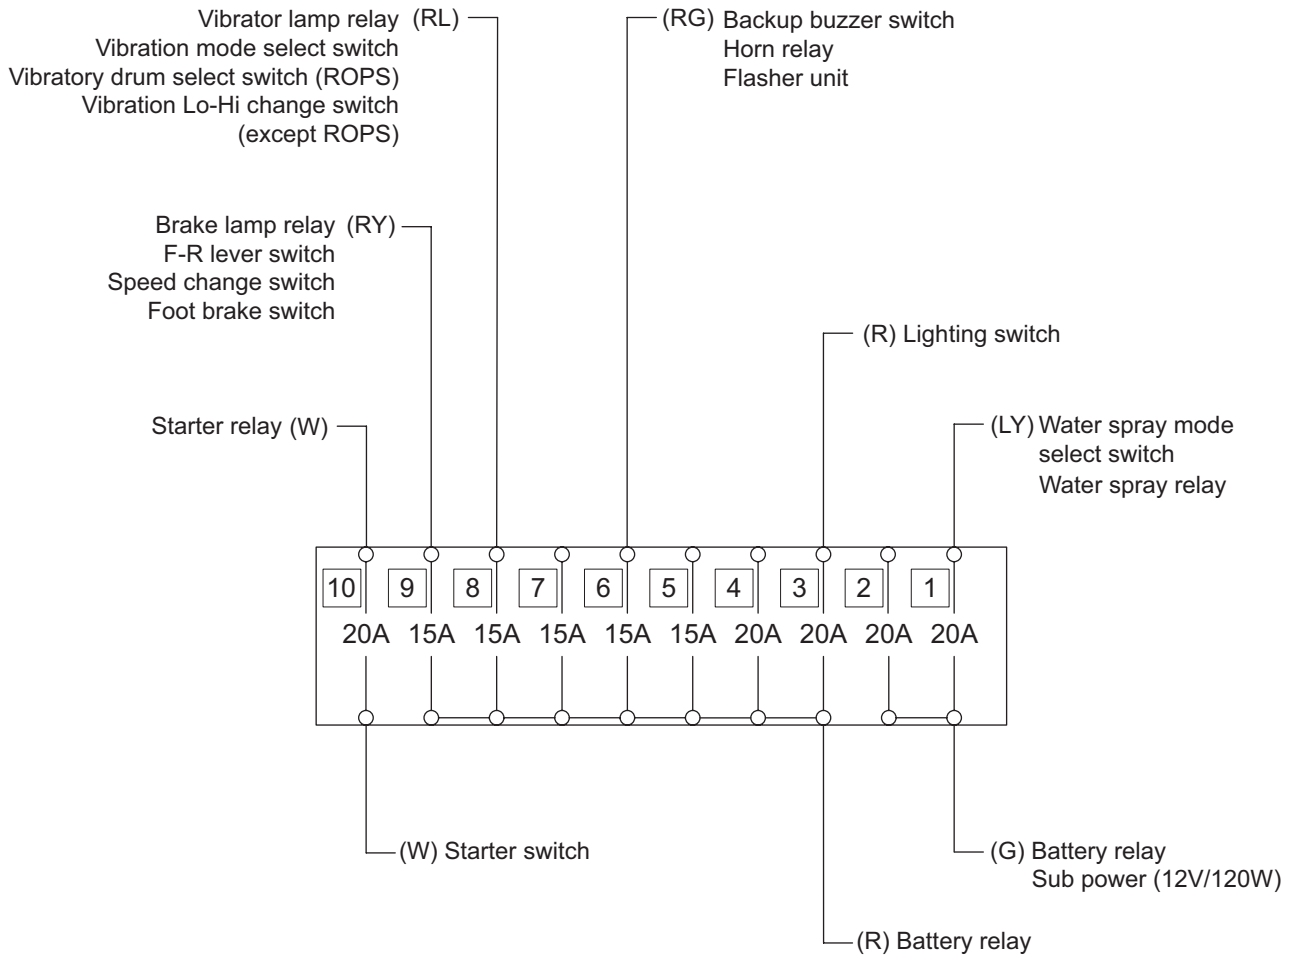 Vibrator lamp relay (RL)
Vibration mode select switch
Vibratory drum select switch (ROPS)
Vibration Lo-Hi change switch
(except ROPS)
(RG) Backup buzzer switch
Horn relay
Flasher unit
Brake lamp relay (RY)
F-R lever switch
Speed change switch
Foot brake switch
(R) Lighting switch
Starter relay (W)
(LY) Water spray mode
select switch
Water spray relay
10 9 8 7 6 5 4 3 2 1
20A 15A 15A 15A 15A 15A 20A 20A 20A 20A
(W) Starter switch
(G) Battery relay
Sub power (12V/120W)
(R) Battery relay